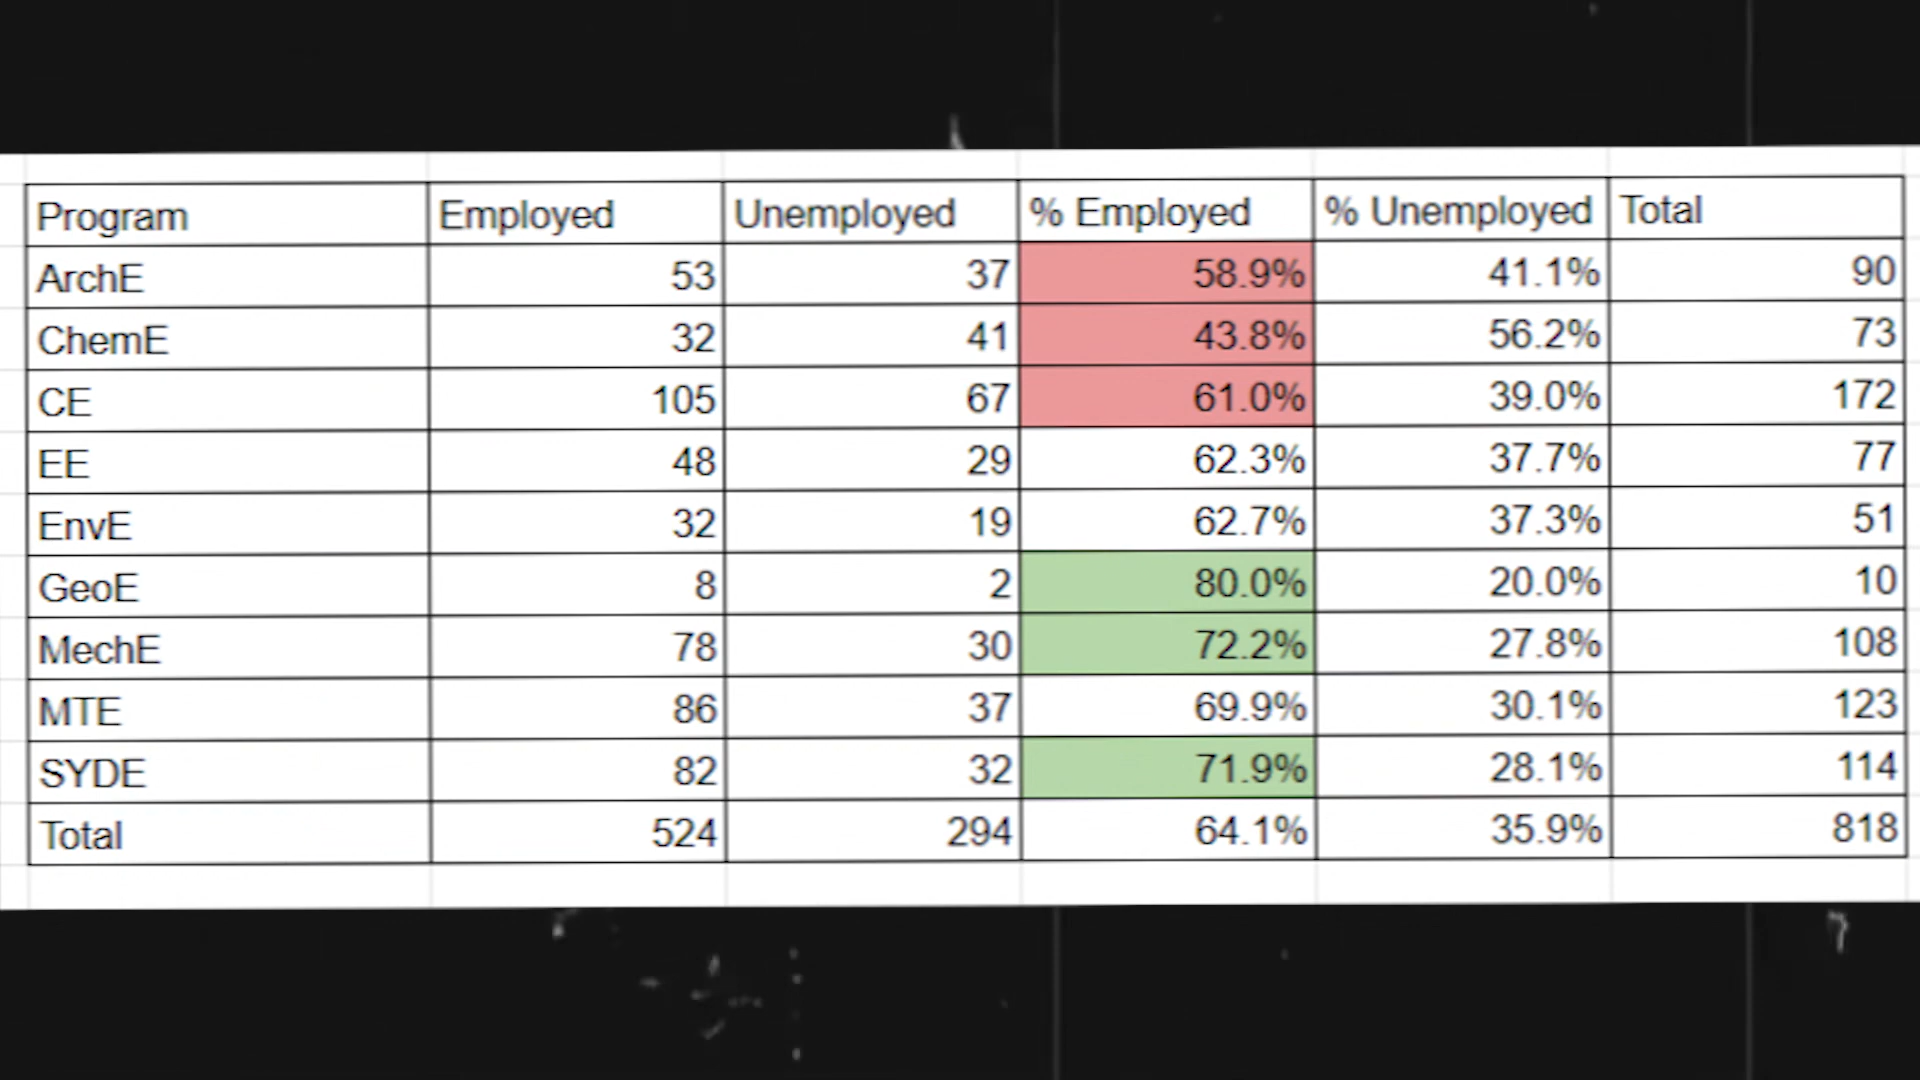 Program Employed Unemployed % Employed % Unemployed Total
ArchE 53 37 58.9% 41.1% 90
ChemE 32 41 43.8% 56.2% 73
CE 105 67 61.0% 39.0% 172
EE 48 29 62.3% 37.7% 77
EnvE 32 19 62.7% 37.3% 51
GeoE 8 2 80.0% 20.0% 10
MechE 78 30 72.2% 27.8% 108
MTE 86 37 69.9% 30.1% 123
SYDE 82 32 71.9% 28.1% 114
Total 524 294 64.1% 35.9% 818